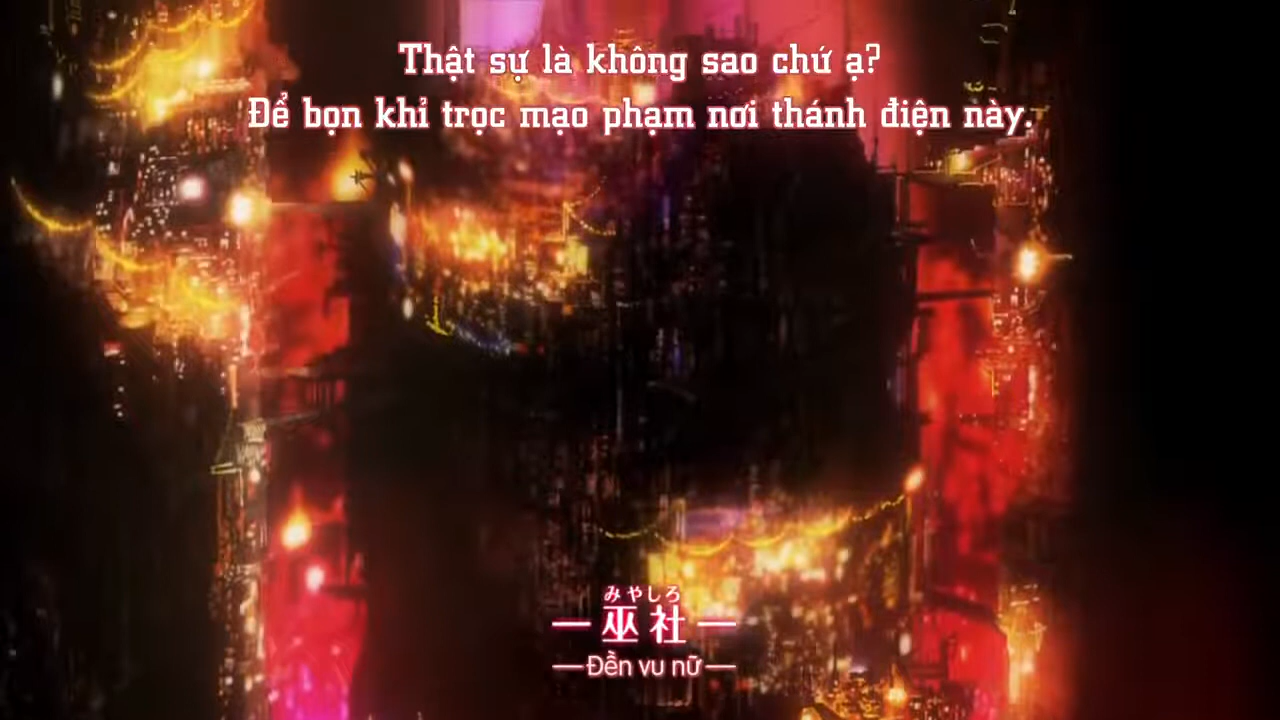 Thật sự là không sao chứ ạ?
Để bọn khỉ trọc mạo phạm nơi thánh điện này.
みやしろ
巫社
Đền vu nữ